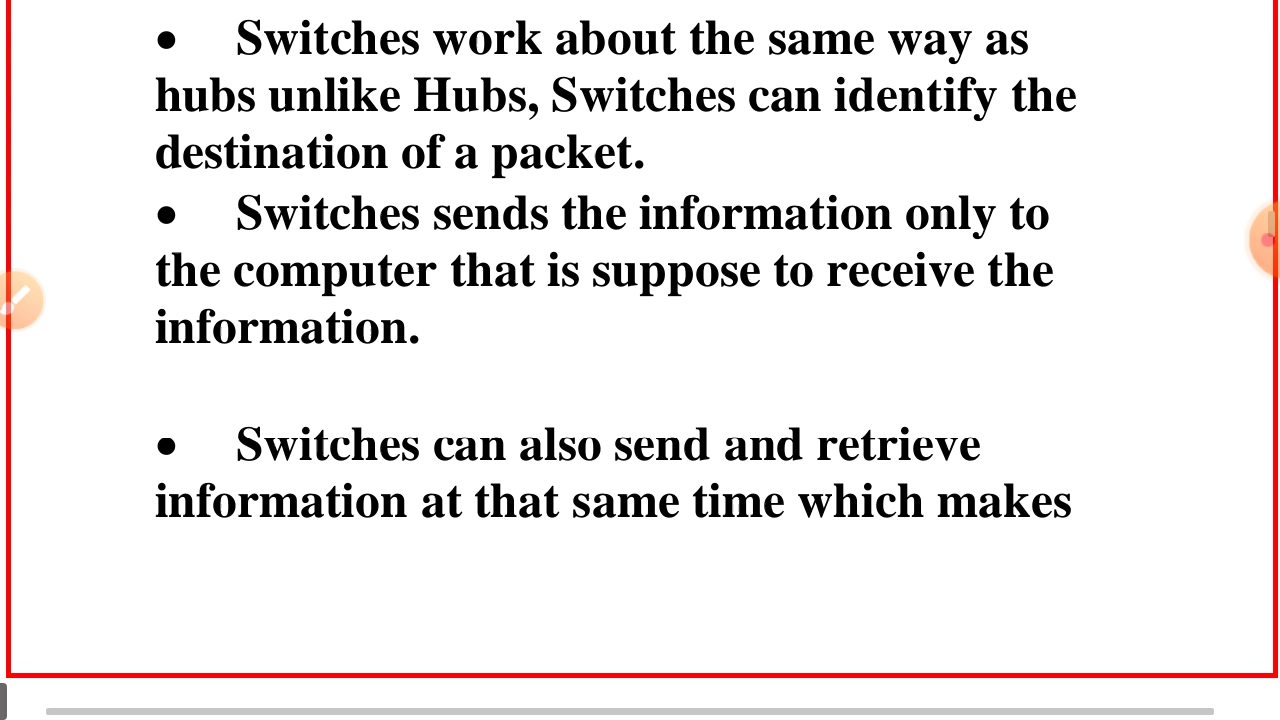 • Switches work about the same way as
hubs unlike Hubs, Switches can identify the
destination of a packet.
• Switches sends the information only to
the computer that is suppose to receive the
information.
• Switches can also send and retrieve
information at that same time which makes